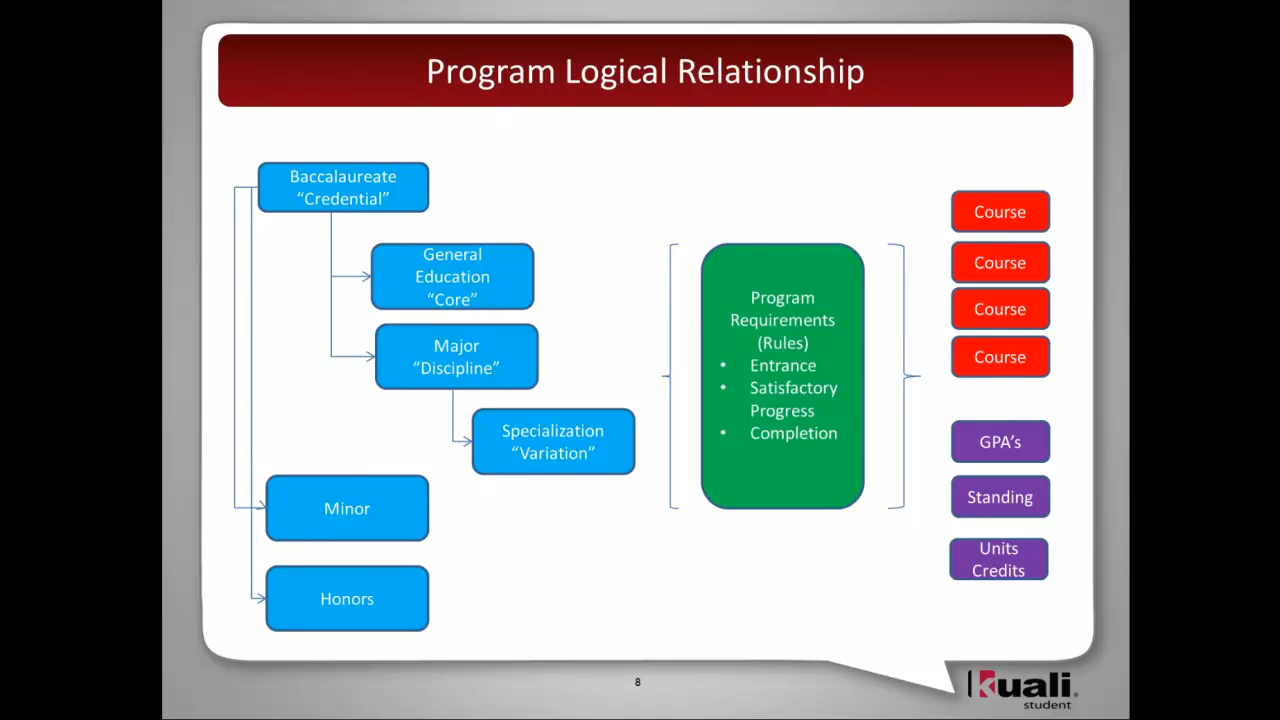 Program Logical Relationship
Baccalaureate
“Credential”
General
Education
“Core”
Major
“Discipline”
Specialization
“Variation”
Minor
Honors
Program
Requirements
(Rules)
• Entrance
• Satisfactory
Progress
• Completion
Course
Course
Course
Course
GPA’s
Standing
Units
Credits
8
Kuali®
student